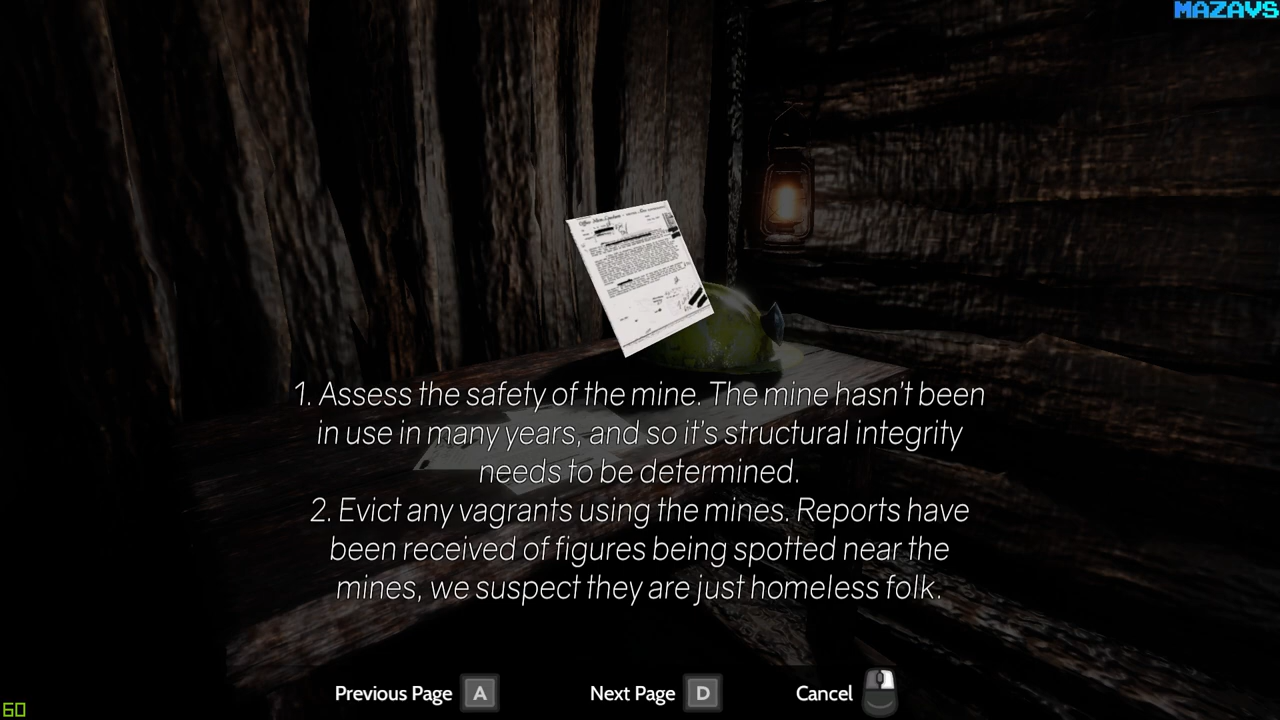 MAZAVS
1. Assess the safety of the mine. The mine hasn't been
in use in many years, and so it's structural integrity
needs to be determined.
2. Evict any vagrants using the mines. Reports have
been received of figures being spotted near the
mines, we suspect they are just homeless folk.
Previous Page A Next Page D Cancel
60